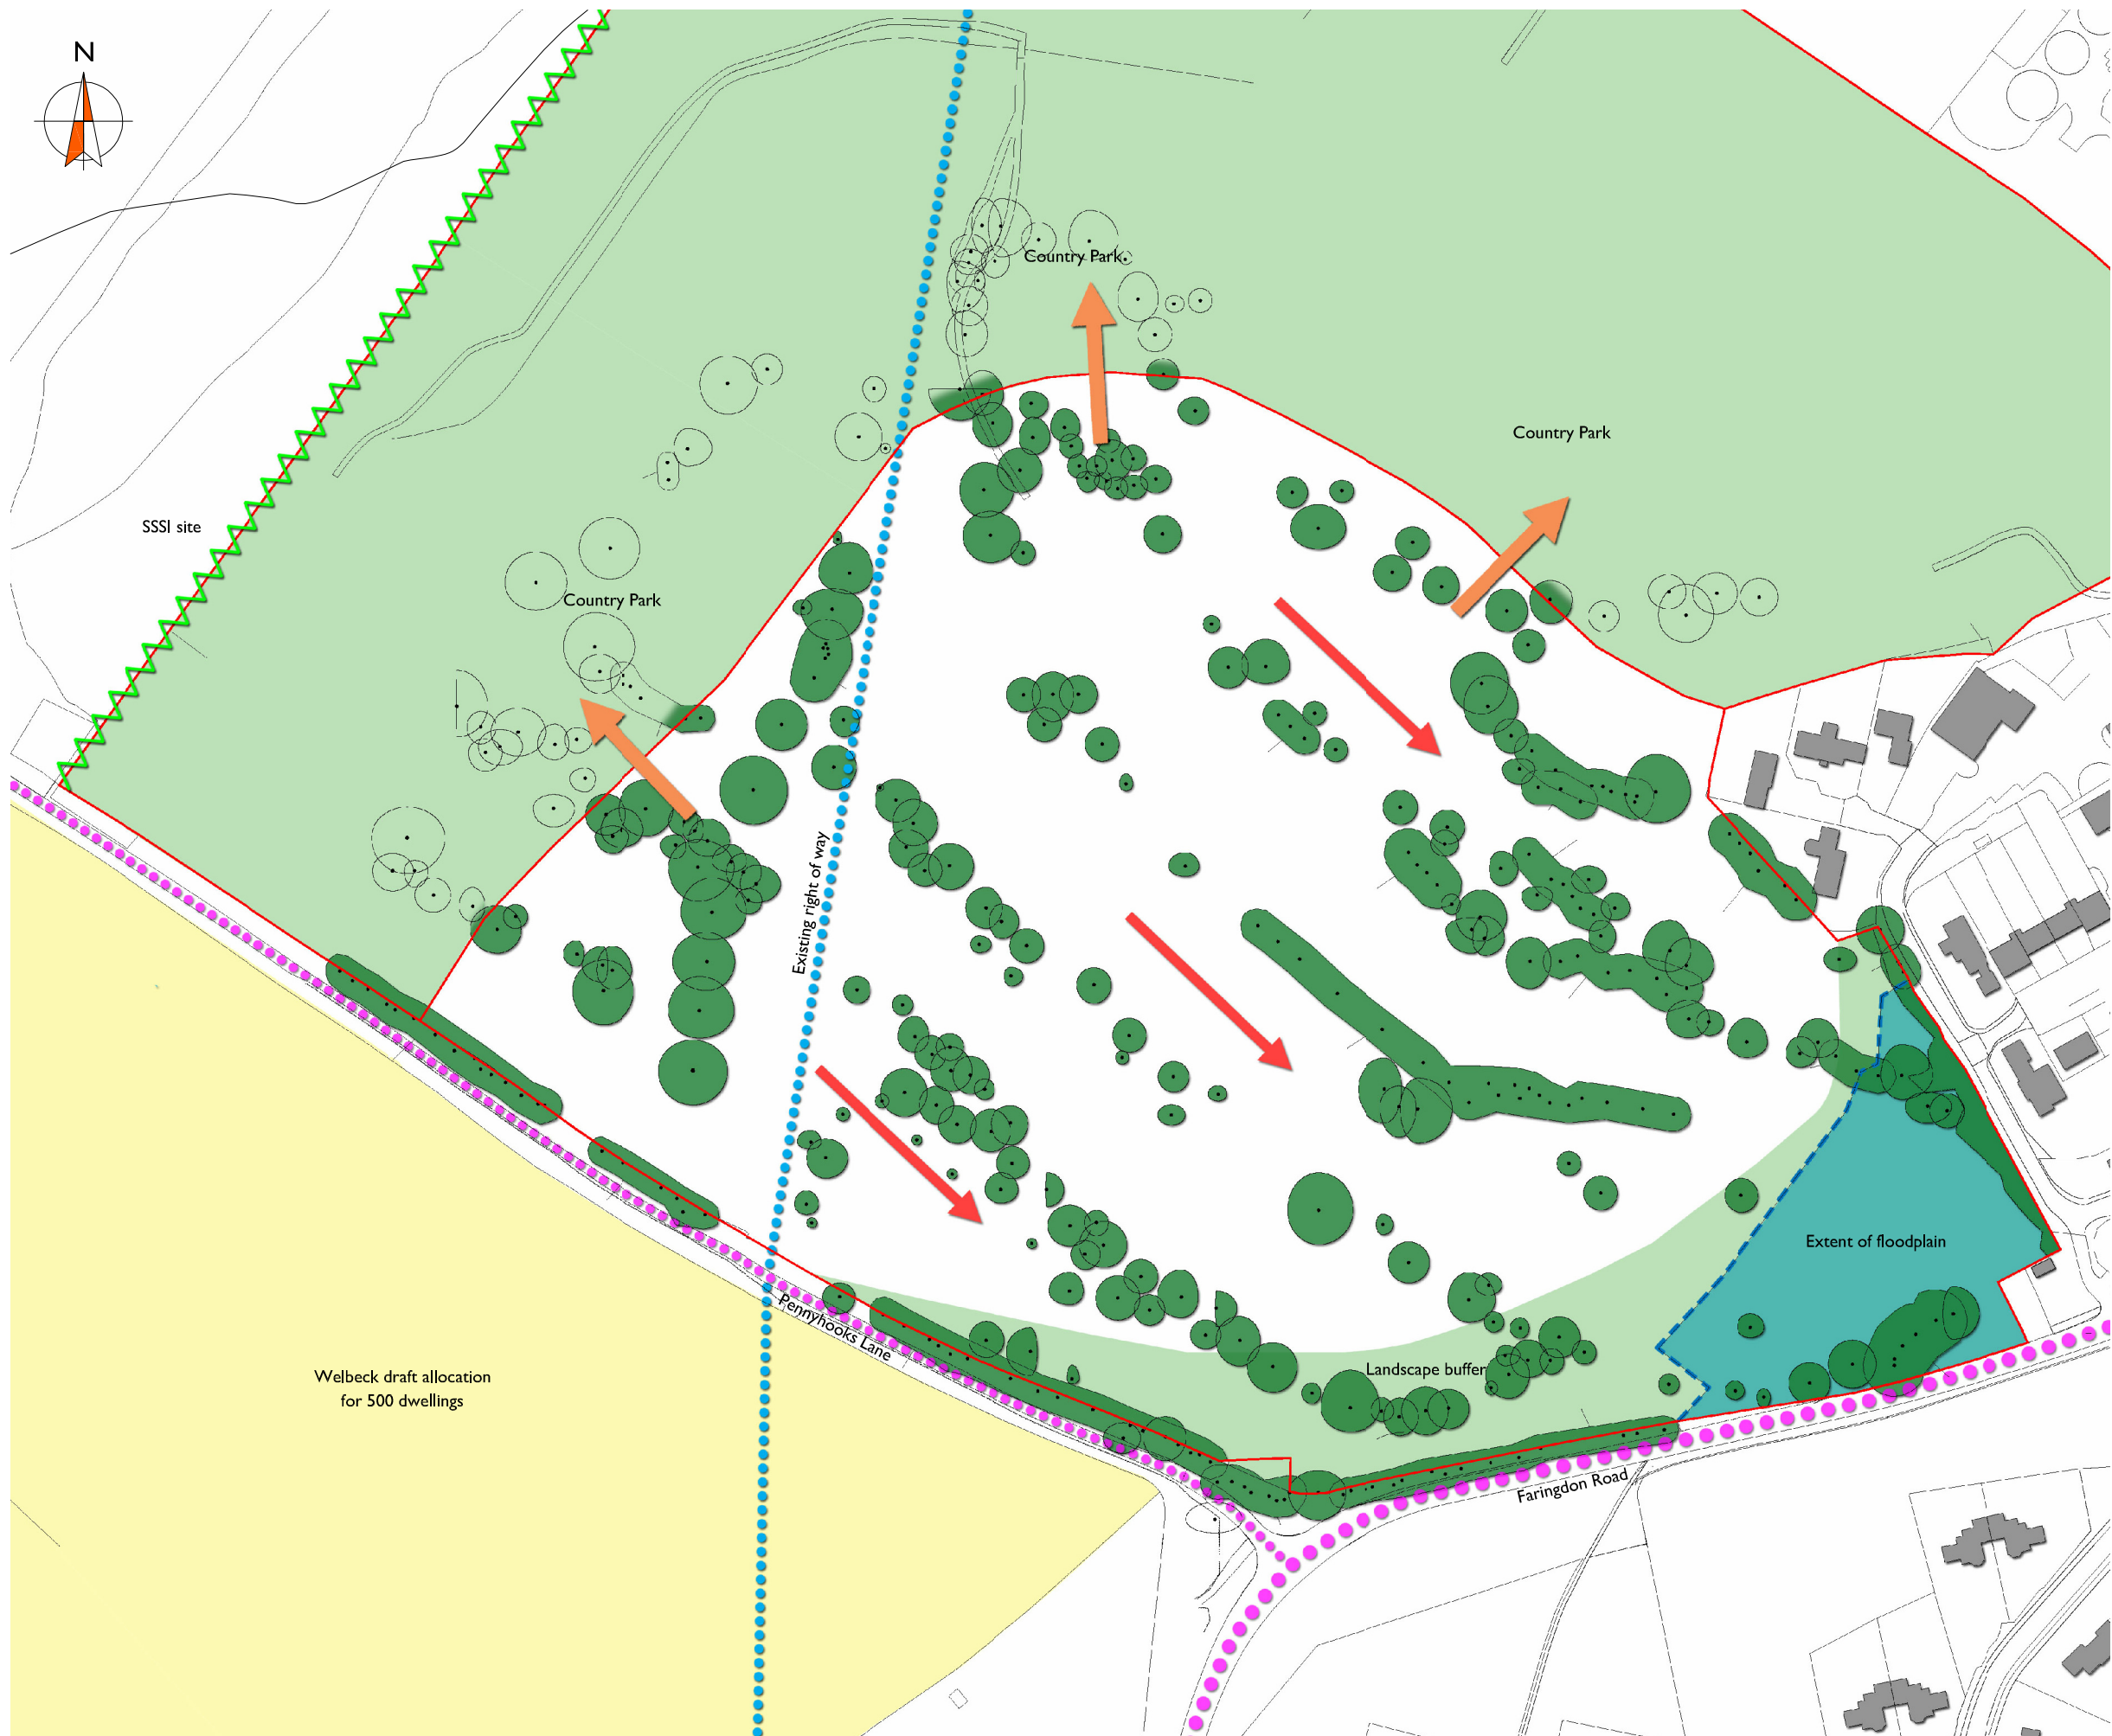 N
Country Park
Country Park
SSSI site
Country Park
Existing right of way
Extent of floodplain
Pennyhooks Lane
Landscape buffer
Welbeck draft allocation
for 500 dwellings
Faringdon Road